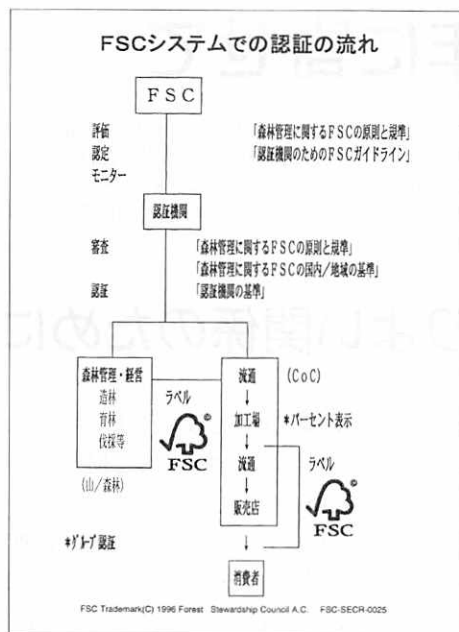 FSCシステムでの認証の流れ
FSC
評価
認定
モニター
「森林管理に関するFSCの原則と規準」
「認証機関のためのFSCガイドライン」
認証機関
審査
「森林管理に関するFSCの原則と規準」
「森林管理に関するFSCの国内/地域の基準」
認証
「認証機関の基準」
森林管理・経営
造林
育林
伐採等
(山/森林)
ラベル
©
FSC
流通
↓
加工場
↓
流通
↓
販売店
(CoC)
*パーセント表示
ラベル
©
FSC
*グループ認証
↓
消費者
FSC Trademark(C) 1996 Forest Stewardship Council A.C. FSC-SECR-0025